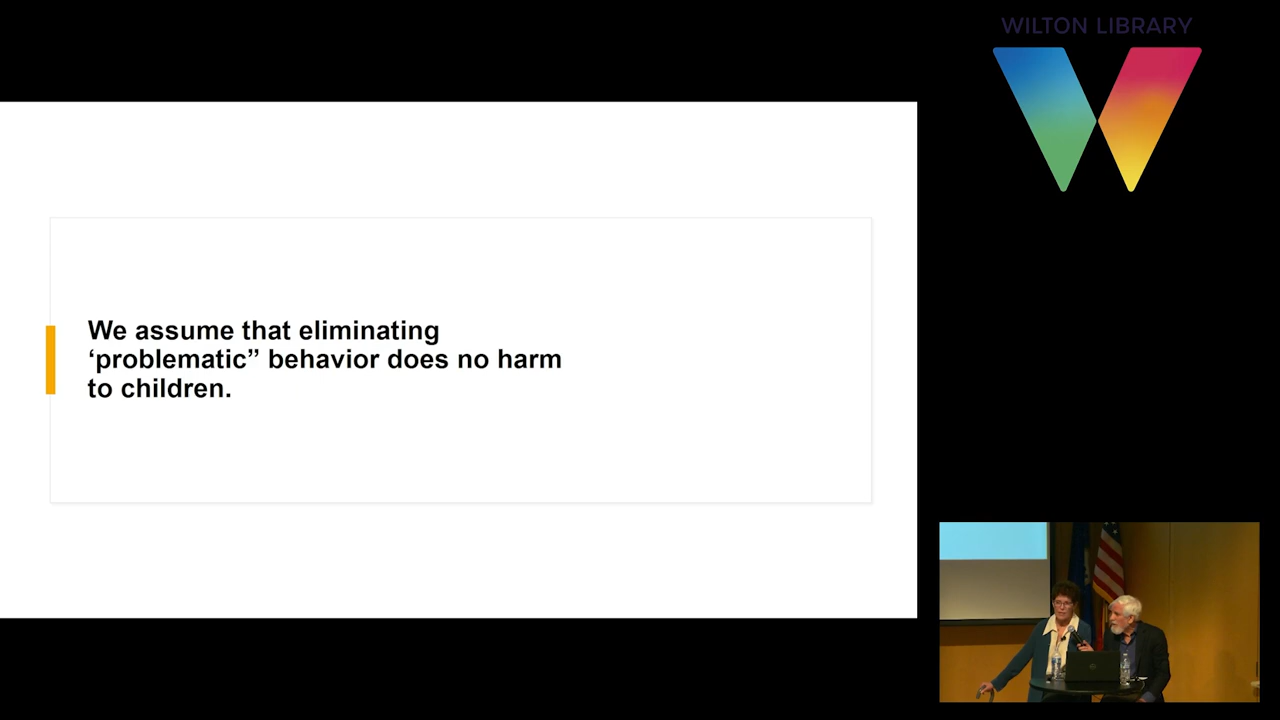 WILTON LIBRARY
We assume that eliminating
‘problematic” behavior does no harm
to children.